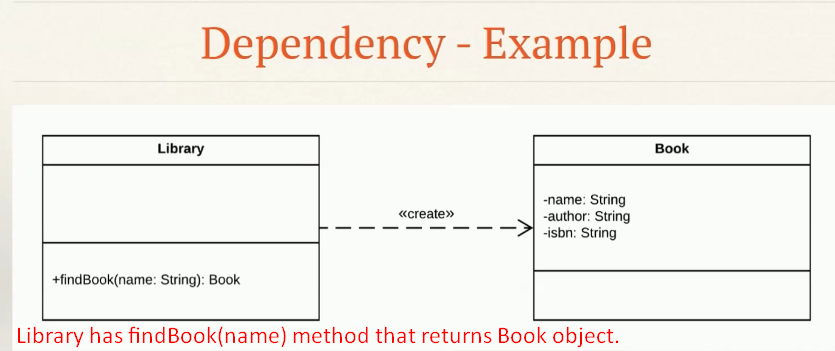 Dependency - Example
Library
Book
-name: String
-author: String
-isbn: String
«create»
+findBook(name: String): Book
Library has findBook(name) method that returns Book object.